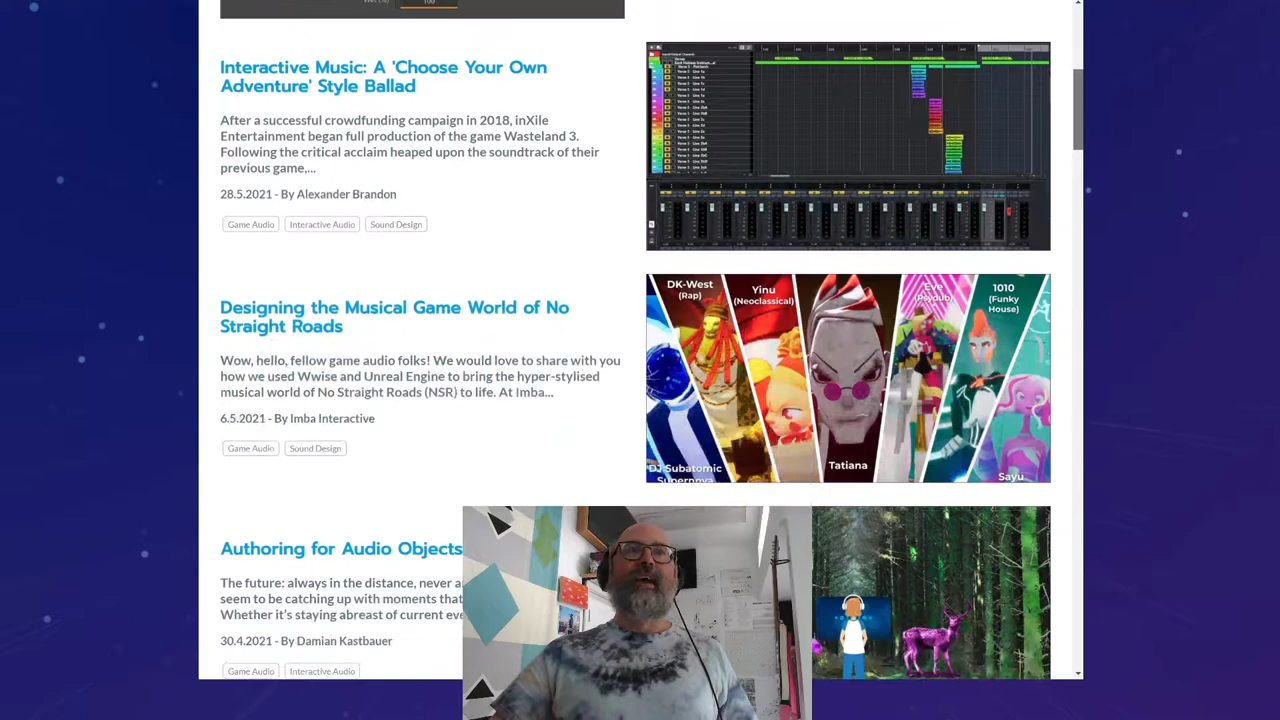 100
Interactive Music: A 'Choose Your Own
Adventure' Style Ballad
After a successful crowdfunding campaign in 2018, inXile
Entertainment began full production of the game Wasteland 3.
Following the critical acclaim heaped upon the soundtrack of their
previous game,...
28.5.2021 - By Alexander Brandon
Game Audio
Interactive Audio
Sound Design
Designing the Musical Game World of No
Straight Roads
Wow, hello, fellow game audio folks! We would love to share with you
how we used Wwise and Unreal Engine to bring the hyper-stylised
musical world of No Straight Roads (NSR) to life. At Imba...
6.5.2021 - By Imba Interactive
Game Audio
Sound Design
DK-West
(Rap)
Yinu
(Neoclassical)
Eve
(Psydub)
1010
(Funky
House)
DJ Subatomic
Supernova
Tatiana
Sayu
Authoring for Audio Objects
The future: always in the distance, never a
seem to be catching up with moments that
Whether it's staying abreast of current eve
30.4.2021 - By Damian Kastbauer
Game Audio
Interactive Audio